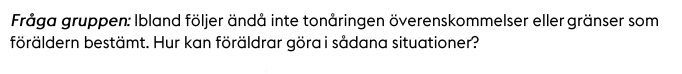 Fråga gruppen: Ibland följer ändå inte tonåringen överenskommelser eller gränser som
föräldern bestämt. Hur kan föräldrar göra i sådana situationer?